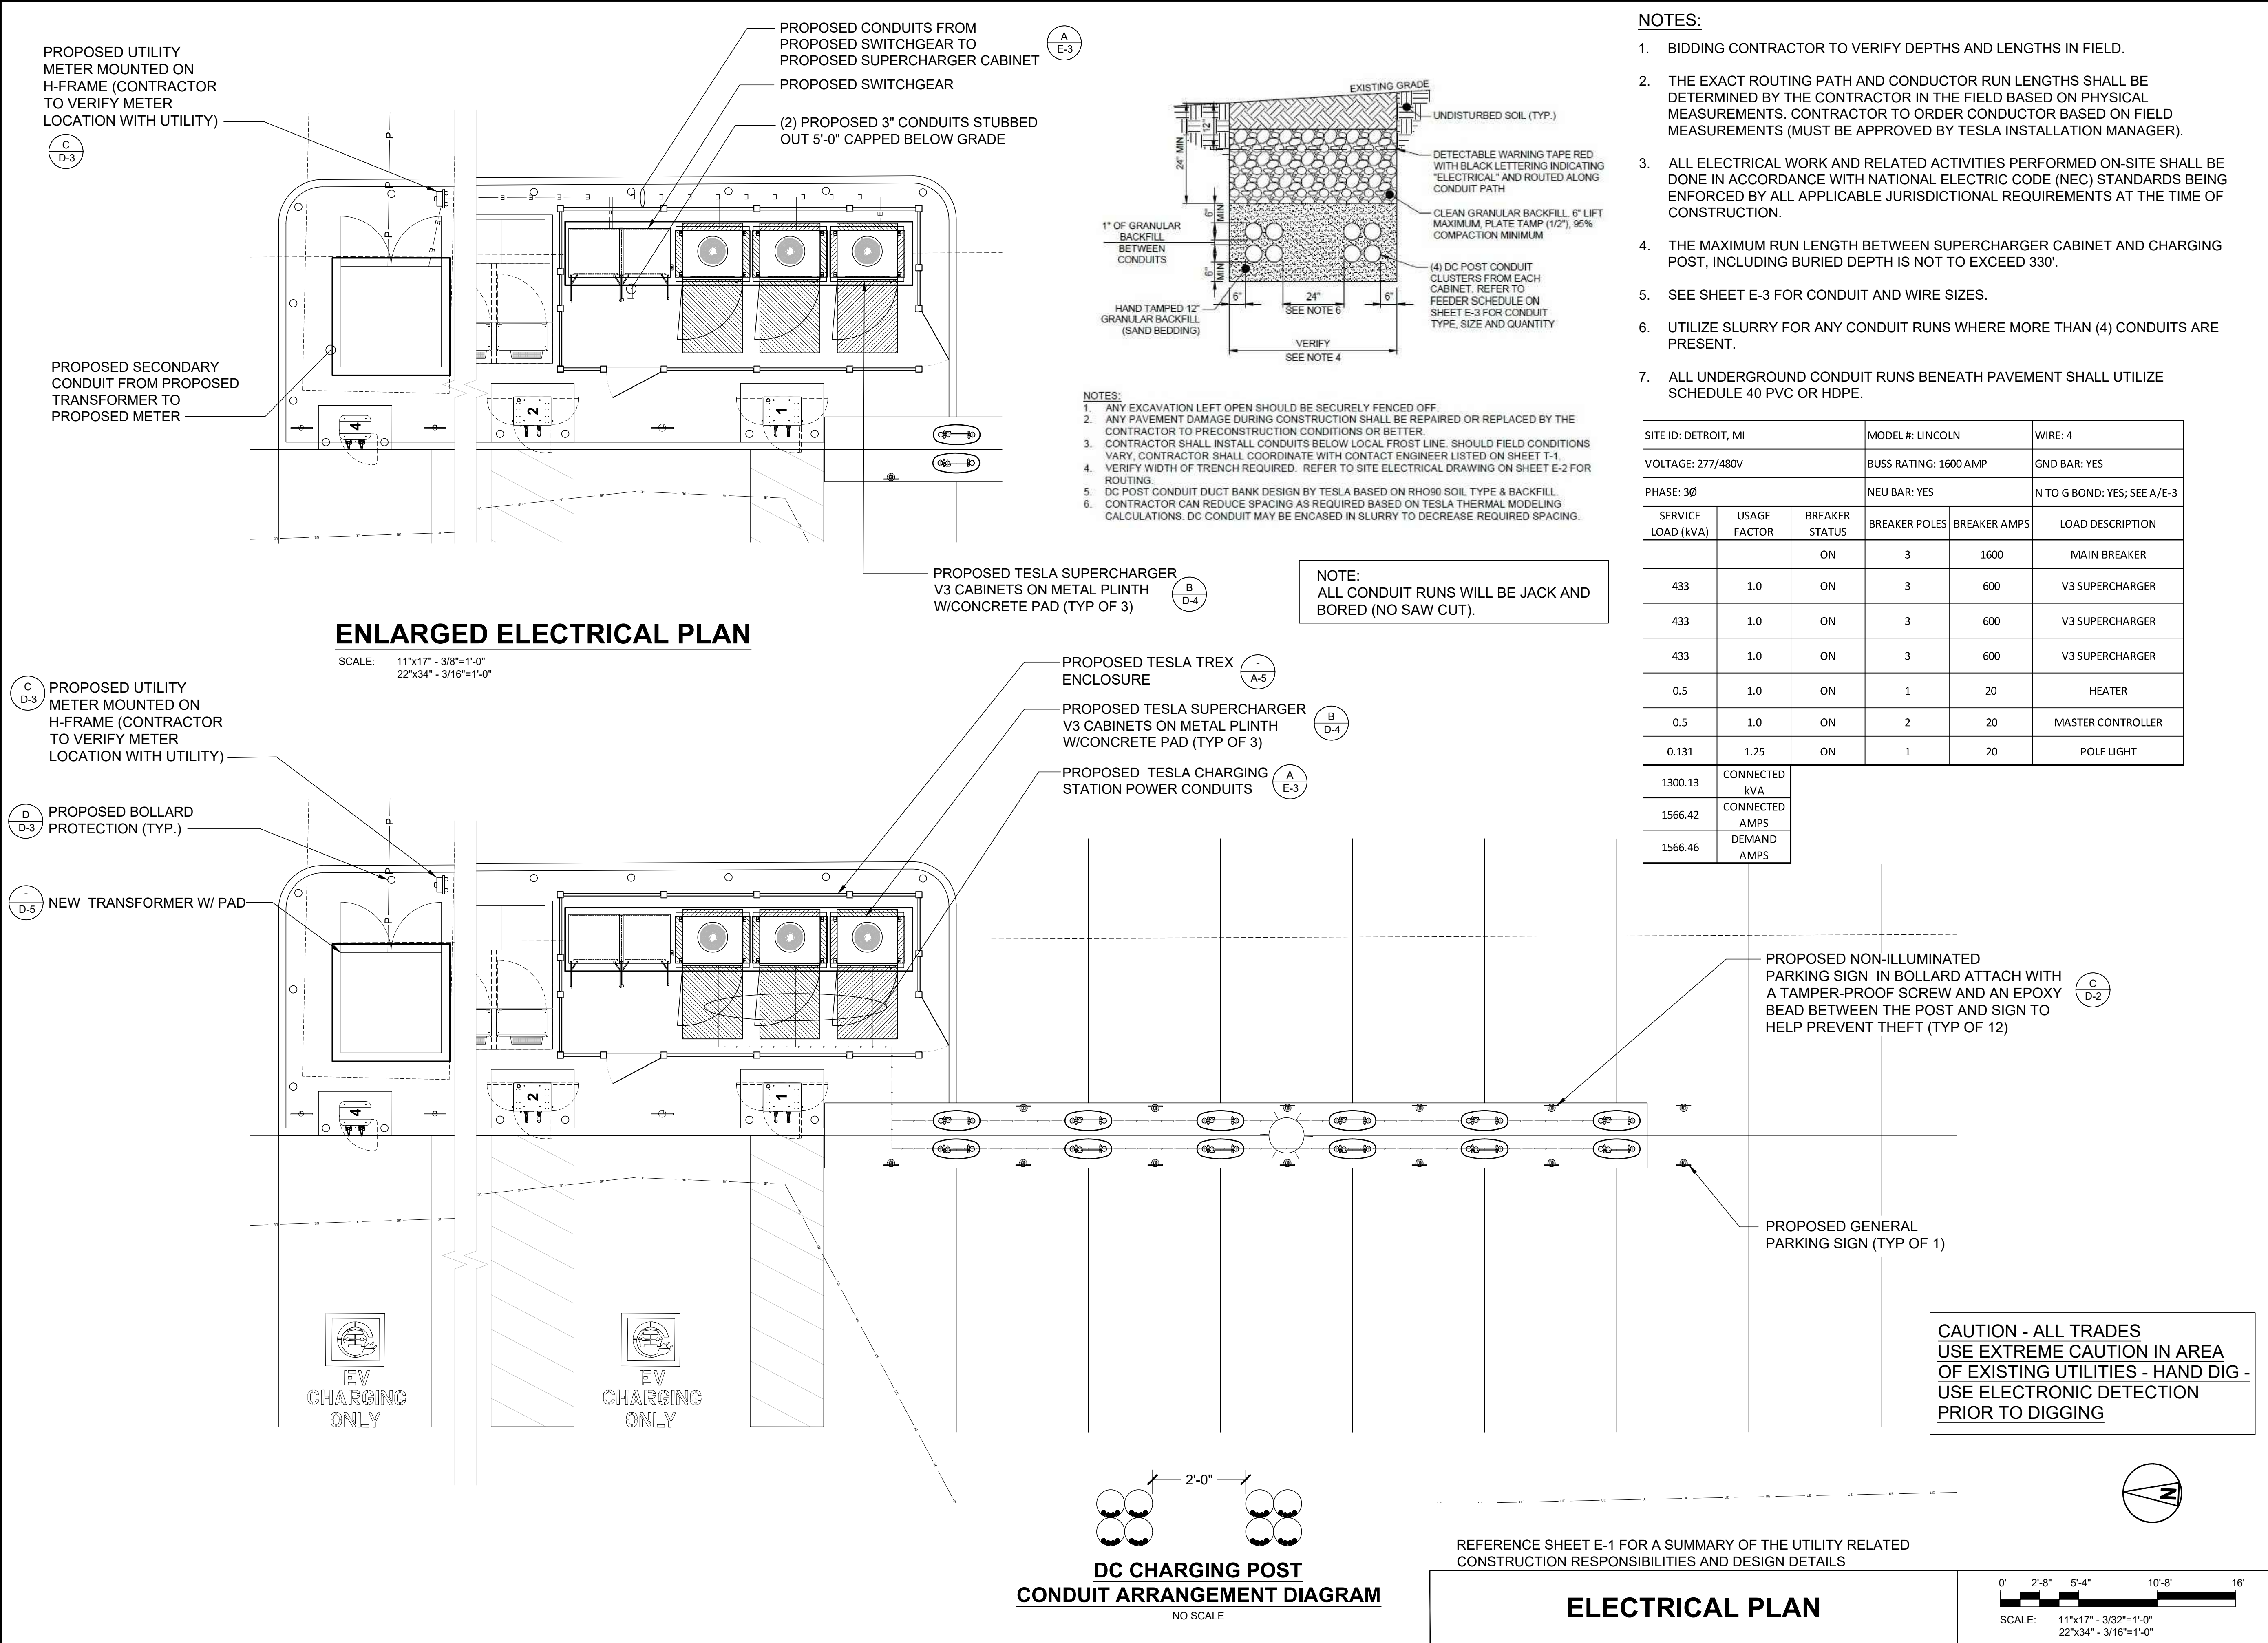 PROPOSED UTILITY
METER MOUNTED ON
H-FRAME (CONTRACTOR
TO VERIFY METER
LOCATION WITH UTILITY)
C
D-3
PROPOSED CONDUITS FROM
PROPOSED SWITCHGEAR TO
PROPOSED SUPERCHARGER CABINET
A
E-3
PROPOSED SWITCHGEAR
(2) PROPOSED 3" CONDUITS STUBBED
OUT 5'-0" CAPPED BELOW GRADE
PROPOSED SECONDARY
CONDUIT FROM PROPOSED
TRANSFORMER TO
PROPOSED METER
P
P
E
E
E
E
E
E
E
E
E
E
E
4
2
1
PROPOSED TESLA SUPERCHARGER
V3 CABINETS ON METAL PLINTH
W/CONCRETE PAD (TYP OF 3)
B
D-4
ENLARGED ELECTRICAL PLAN
SCALE: 11"x17" - 3/8"=1'-0"
22"x34" - 3/16"=1'-0"
EXISTING GRADE
UNDISTURBED SOIL (TYP.)
12"
24" MIN
DETECTABLE WARNING TAPE RED
WITH BLACK LETTERING INDICATING
"ELECTRICAL" AND ROUTED ALONG
CONDUIT PATH
CLEAN GRANULAR BACKFILL. 6" LIFT
MAXIMUM, PLATE TAMP (1/2"), 95%
COMPACTION MINIMUM
6" MIN
1" OF GRANULAR
BACKFILL
BETWEEN
CONDUITS
6" MIN
(4) DC POST CONDUIT
CLUSTERS FROM EACH
CABINET. REFER TO
FEEDER SCHEDULE ON
SHEET E-3 FOR CONDUIT
TYPE, SIZE AND QUANTITY
HAND TAMPED 12"
GRANULAR BACKFILL
(SAND BEDDING)
6"
24"
6"
SEE NOTE 6
VERIFY
SEE NOTE 4
NOTES:
1. ANY EXCAVATION LEFT OPEN SHOULD BE SECURELY FENCED OFF.
2. ANY PAVEMENT DAMAGE DURING CONSTRUCTION SHALL BE REPAIRED OR REPLACED BY THE
CONTRACTOR TO PRECONSTRUCTION CONDITIONS OR BETTER.
3. CONTRACTOR SHALL INSTALL CONDUITS BELOW LOCAL FROST LINE. SHOULD FIELD CONDITIONS
VARY, CONTRACTOR SHALL COORDINATE WITH CONTACT ENGINEER LISTED ON SHEET T-1.
4. VERIFY WIDTH OF TRENCH REQUIRED. REFER TO SITE ELECTRICAL DRAWING ON SHEET E-2 FOR
ROUTING.
5. DC POST CONDUIT DUCT BANK DESIGN BY TESLA BASED ON RHO90 SOIL TYPE & BACKFILL.
6. CONTRACTOR CAN REDUCE SPACING AS REQUIRED BASED ON TESLA THERMAL MODELING
CALCULATIONS. DC CONDUIT MAY BE ENCASED IN SLURRY TO DECREASE REQUIRED SPACING.
NOTE:
ALL CONDUIT RUNS WILL BE JACK AND
BORED (NO SAW CUT).
NOTES:
1. BIDDING CONTRACTOR TO VERIFY DEPTHS AND LENGTHS IN FIELD.
2. THE EXACT ROUTING PATH AND CONDUCTOR RUN LENGTHS SHALL BE
DETERMINED BY THE CONTRACTOR IN THE FIELD BASED ON PHYSICAL
MEASUREMENTS. CONTRACTOR TO ORDER CONDUCTOR BASED ON FIELD
MEASUREMENTS (MUST BE APPROVED BY TESLA INSTALLATION MANAGER).
3. ALL ELECTRICAL WORK AND RELATED ACTIVITIES PERFORMED ON-SITE SHALL BE
DONE IN ACCORDANCE WITH NATIONAL ELECTRIC CODE (NEC) STANDARDS BEING
ENFORCED BY ALL APPLICABLE JURISDICTIONAL REQUIREMENTS AT THE TIME OF
CONSTRUCTION.
4. THE MAXIMUM RUN LENGTH BETWEEN SUPERCHARGER CABINET AND CHARGING
POST, INCLUDING BURIED DEPTH IS NOT TO EXCEED 330'.
5. SEE SHEET E-3 FOR CONDUIT AND WIRE SIZES.
6. UTILIZE SLURRY FOR ANY CONDUIT RUNS WHERE MORE THAN (4) CONDUITS ARE
PRESENT.
7. ALL UNDERGROUND CONDUIT RUNS BENEATH PAVEMENT SHALL UTILIZE
SCHEDULE 40 PVC OR HDPE.
SITE ID: DETROIT, MI MODEL #: LINCOLN WIRE: 4
VOLTAGE: 277/480V BUSS RATING: 1600 AMP GND BAR: YES
PHASE: 3Ø NEU BAR: YES N TO G BOND: YES; SEE A/E-3
SERVICE LOAD (kVA) USAGE FACTOR BREAKER STATUS BREAKER POLES BREAKER AMPS LOAD DESCRIPTION
ON 3 1600 MAIN BREAKER
433 1.0 ON 3 600 V3 SUPERCHARGER
433 1.0 ON 3 600 V3 SUPERCHARGER
433 1.0 ON 3 600 V3 SUPERCHARGER
0.5 1.0 ON 1 20 HEATER
0.5 1.0 ON 2 20 MASTER CONTROLLER
0.131 1.25 ON 1 20 POLE LIGHT
1300.13 CONNECTED kVA
1566.42 CONNECTED AMPS
1566.46 DEMAND AMPS
C
D-3
PROPOSED UTILITY
METER MOUNTED ON
H-FRAME (CONTRACTOR
TO VERIFY METER
LOCATION WITH UTILITY)
D
D-3
PROPOSED BOLLARD
PROTECTION (TYP.)
-
D-5
NEW TRANSFORMER W/ PAD
PROPOSED TESLA TREX
ENCLOSURE
-
A-5
PROPOSED TESLA SUPERCHARGER
V3 CABINETS ON METAL PLINTH
W/CONCRETE PAD (TYP OF 3)
B
D-4
PROPOSED TESLA CHARGING
STATION POWER CONDUITS
A
E-3
P
P
P
4
2
1
PROPOSED NON-ILLUMINATED
PARKING SIGN IN BOLLARD ATTACH WITH
A TAMPER-PROOF SCREW AND AN EPOXY
BEAD BETWEEN THE POST AND SIGN TO
HELP PREVENT THEFT (TYP OF 12)
C
D-2
PROPOSED GENERAL
PARKING SIGN (TYP OF 1)
EV
CHARGING
ONLY
EV
CHARGING
ONLY
CAUTION - ALL TRADES
USE EXTREME CAUTION IN AREA
OF EXISTING UTILITIES - HAND DIG -
USE ELECTRONIC DETECTION
PRIOR TO DIGGING
N
2'-0"
DC CHARGING POST
CONDUIT ARRANGEMENT DIAGRAM
NO SCALE
REFERENCE SHEET E-1 FOR A SUMMARY OF THE UTILITY RELATED
CONSTRUCTION RESPONSIBILITIES AND DESIGN DETAILS
ELECTRICAL PLAN
0' 2'-8" 5'-4" 10'-8' 16'
SCALE: 11"x17" - 3/32"=1'-0"
22"x34" - 3/16"=1'-0"